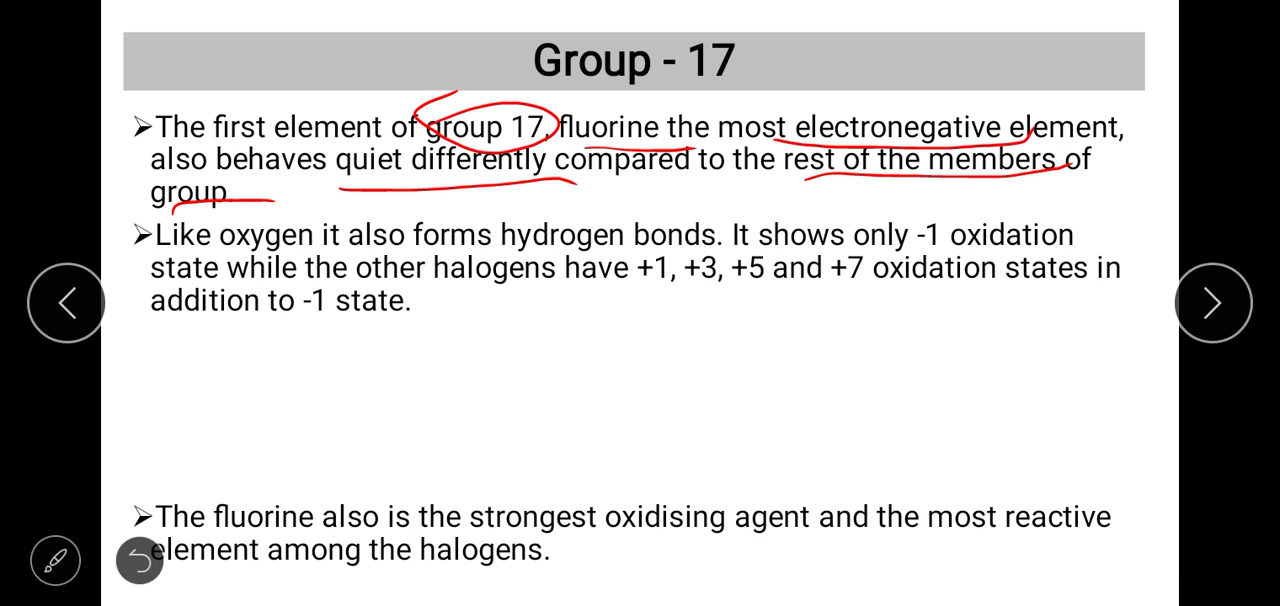 Group - 17
➢The first element of group 17, fluorine the most electronegative element,
also behaves quiet differently compared to the rest of the members of
group.
➢Like oxygen it also forms hydrogen bonds. It shows only -1 oxidation
state while the other halogens have +1, +3, +5 and +7 oxidation states in
addition to -1 state.
➢The fluorine also is the strongest oxidising agent and the most reactive
element among the halogens.